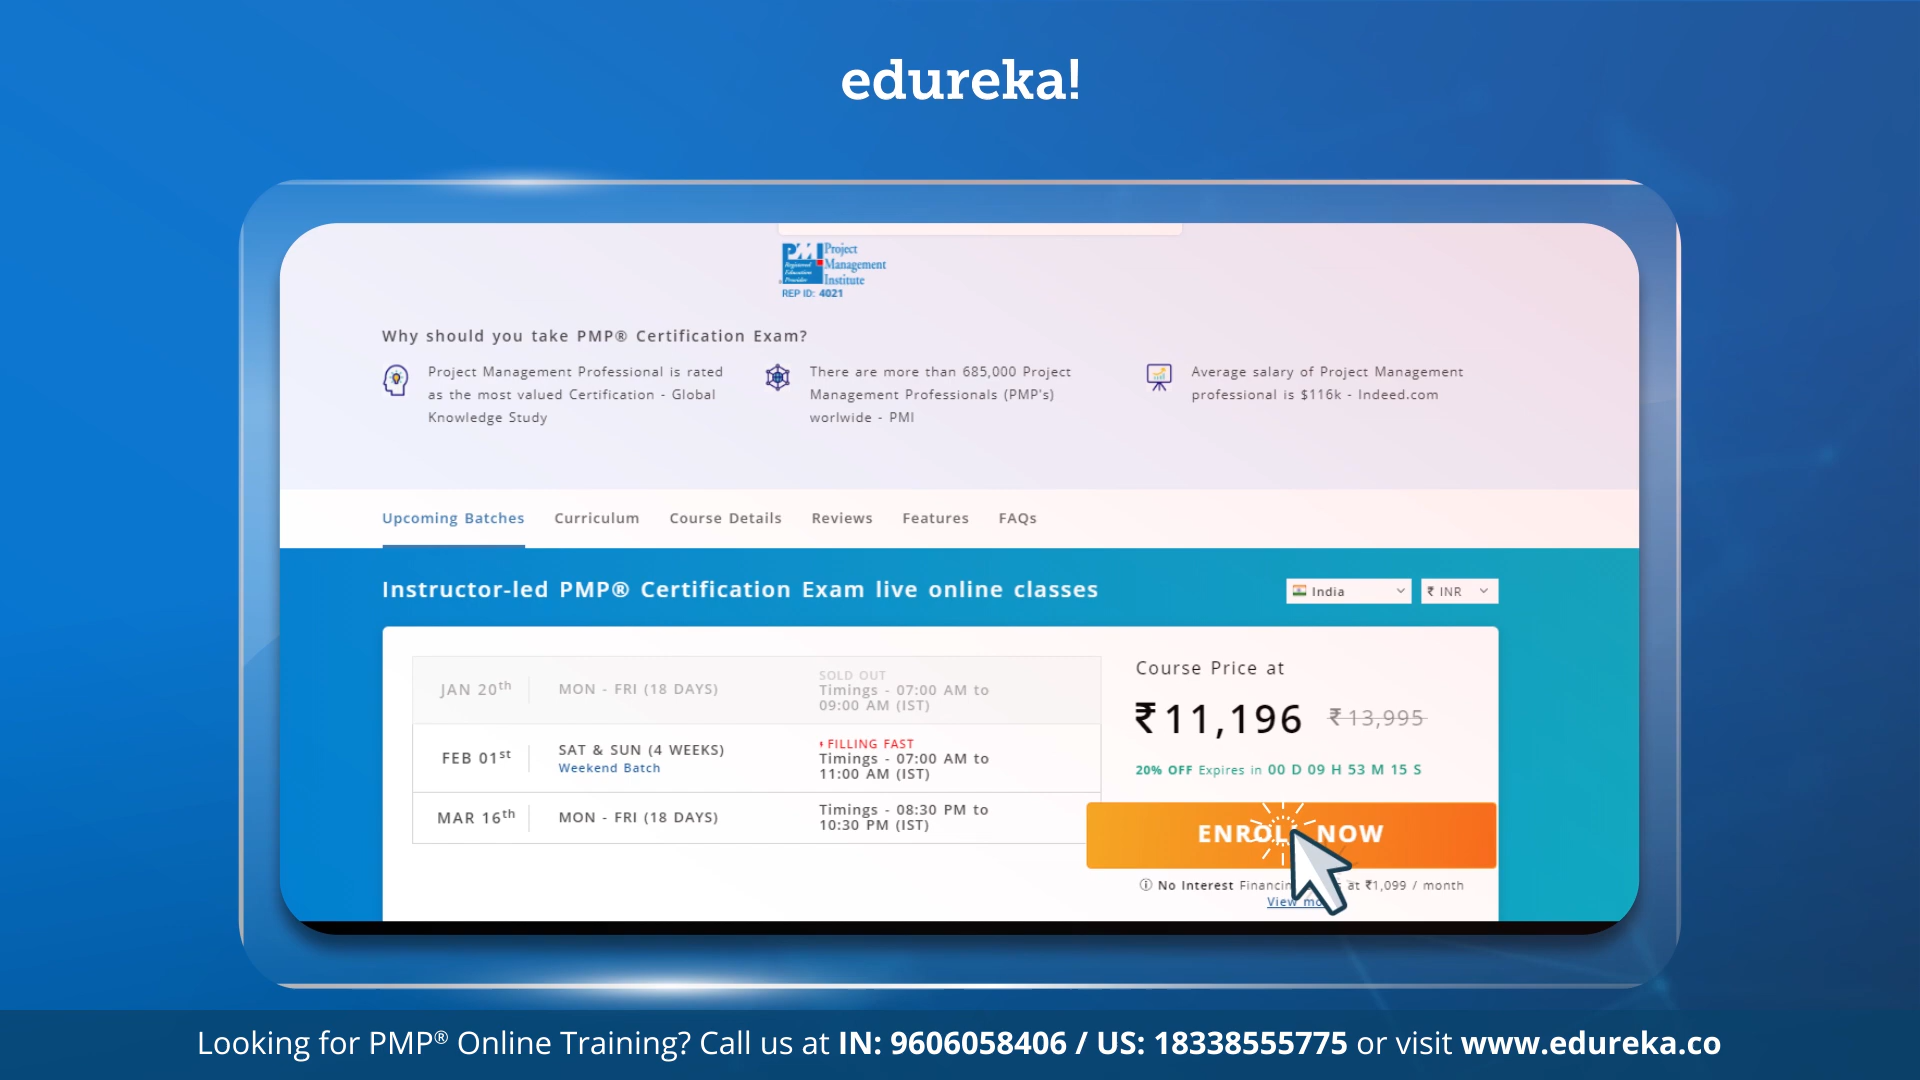 edureka!
PMI Project
Registered Management
Education Institute
Provider
REP ID: 4021
Why should you take PMP® Certification Exam?
Project Management Professional is rated
as the most valued Certification - Global
Knowledge Study
There are more than 685,000 Project
Management Professionals (PMP's)
worlwide - PMI
Average salary of Project Management
professional is $116k - Indeed.com
Upcoming Batches Curriculum Course Details Reviews Features FAQs
Instructor-led PMP® Certification Exam live online classes
India ₹ INR
JAN 20th MON - FRI (18 DAYS)
SOLD OUT
Timings - 07:00 AM to
09:00 AM (IST)
FEB 01st SAT & SUN (4 WEEKS)
Weekend Batch
FILLING FAST
Timings - 07:00 AM to
11:00 AM (IST)
MAR 16th MON - FRI (18 DAYS)
Timings - 08:30 PM to
10:30 PM (IST)
Course Price at
₹11,196 ₹13,995
20% OFF Expires in 00 D 09 H 53 M 15 S
ENROLL NOW
No Interest at ₹1,099 / month
View
Looking for PMP® Online Training? Call us at IN: 9606058406 / US: 18338555775 or visit www.edureka.co